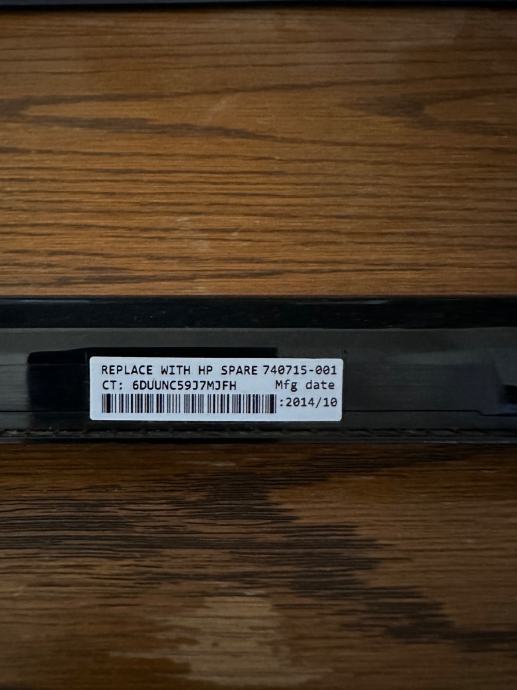 REPLACE WITH HP SPARE 740715-001
CT: 6DUUNC59J7MJFH Mfg date
:2014/10